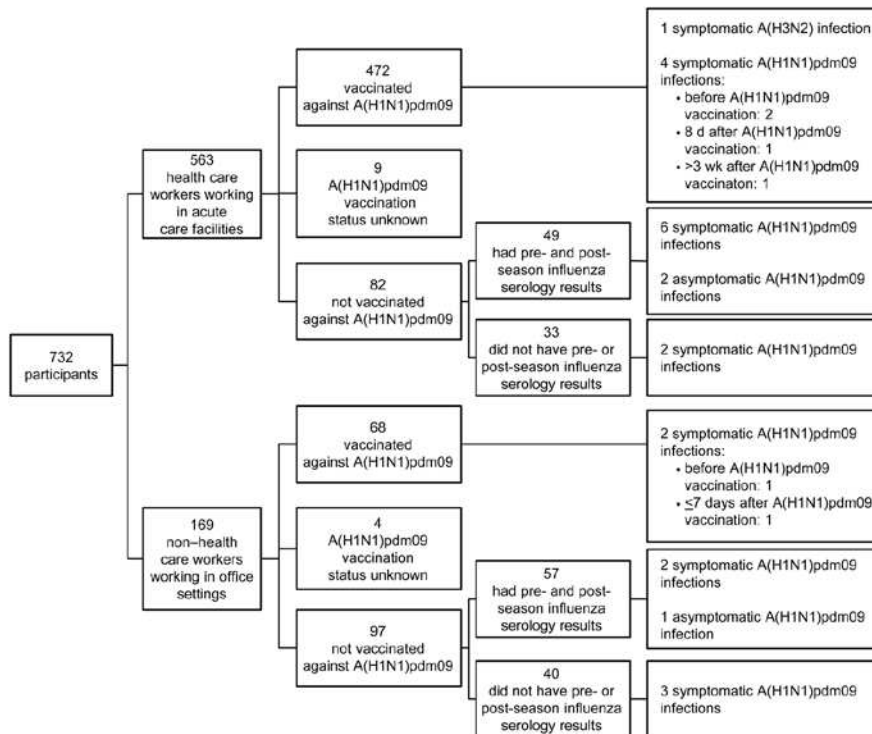 732
participants
563
health care
workers working
in acute
care facilities
472
vaccinated
against A(H1N1)pdm09
1 symptomatic A(H3N2) infection
4 symptomatic A(H1N1)pdm09
infections:
• before A(H1N1)pdm09
vaccination: 2
• 8 d after A(H1N1)pdm09
vaccination: 1
• >3 wk after A(H1N1)pdm09
vaccinaton: 1
9
A(H1N1)pdm09
vaccination
status unknown
82
not vaccinated
against A(H1N1)pdm09
49
had pre- and post-
season influenza
serology results
6 symptomatic A(H1N1)pdm09
infections
2 asymptomatic A(H1N1)pdm09
infections
33
did not have pre- or
post-season influenza
serology results
2 symptomatic A(H1N1)pdm09
infections
169
non–health
care workers
working in office
settings
68
vaccinated
against A(H1N1)pdm09
2 symptomatic A(H1N1)pdm09
infections:
• before A(H1N1)pdm09
vaccination: 1
• ≤7 days after A(H1N1)pdm09
vaccination: 1
4
A(H1N1)pdm09
vaccination
status unknown
97
not vaccinated
against A(H1N1)pdm09
57
had pre- and post-
season influenza
serology results
2 symptomatic A(H1N1)pdm09
infections
1 asymptomatic A(H1N1)pdm09
infection
40
did not have pre- or
post-season influenza
serology results
3 symptomatic A(H1N1)pdm09
infections